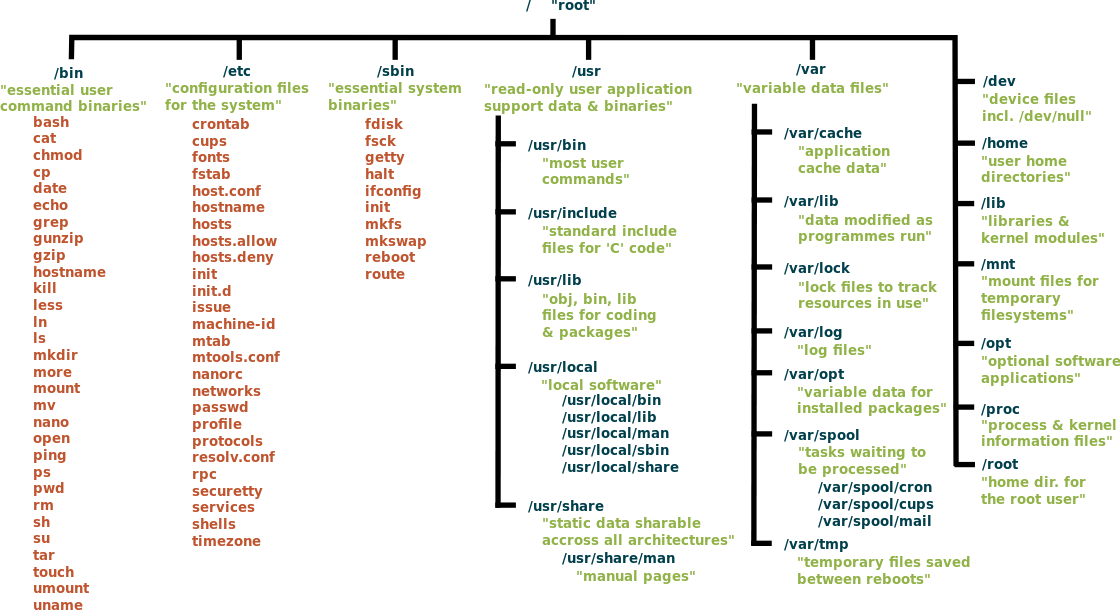 / "root"
/bin
"essential user
command binaries"
bash
cat
chmod
cp
date
echo
grep
gunzip
gzip
hostname
kill
less
ln
ls
mkdir
more
mount
mv
nano
open
ping
ps
pwd
rm
sh
su
tar
touch
umount
uname
/etc
"configuration files
for the system"
crontab
cups
fonts
fstab
host.conf
hostname
hosts
hosts.allow
hosts.deny
init
init.d
issue
machine-id
mtab
mtools.conf
nanorc
networks
passwd
profile
protocols
resolv.conf
rpc
securetty
services
shells
timezone
/sbin
"essential system
binaries"
fdisk
fsck
getty
halt
ifconfig
init
mkfs
mkswap
reboot
route
/usr
"read-only user application
support data & binaries"
/usr/bin
"most user
commands"
/usr/include
"standard include
files for 'C' code"
/usr/lib
"obj, bin, lib
files for coding
& packages"
/usr/local
"local software"
/usr/local/bin
/usr/local/lib
/usr/local/man
/usr/local/sbin
/usr/local/share
/usr/share
"static data sharable
accross all architectures"
/usr/share/man
"manual pages"
/var
"variable data files"
/var/cache
"application
cache data"
/var/lib
"data modified as
programmes run"
/var/lock
"lock files to track
resources in use"
/var/log
"log files"
/var/opt
"variable data for
installed packages"
/var/spool
"tasks waiting to
be processed"
/var/spool/cron
/var/spool/cups
/var/spool/mail
/var/tmp
"temporary files saved
between reboots"
/dev
"device files
incl. /dev/null"
/home
"user home
directories"
/lib
"libraries &
kernel modules"
/mnt
"mount files for
temporary
filesystems"
/opt
"optional software
applications"
/proc
"process & kernel
information files"
/root
"home dir. for
the root user"